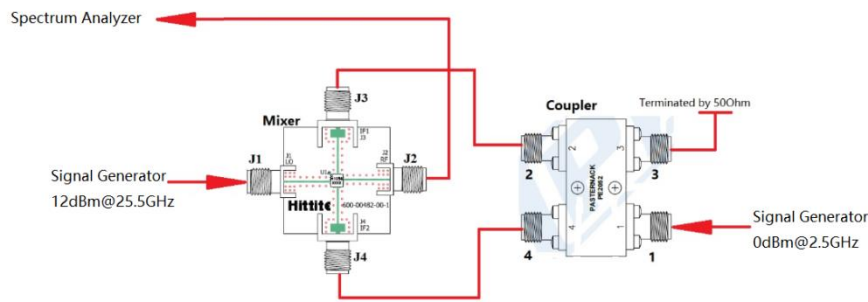 Spectrum Analyzer
J3
Coupler
Terminated by 50Ohm
Mixer
IF1
J3
J1
J1
LO
J2
RF
J2
2
2
3
3
Signal Generator
12dBm@25.5GHz
PASTERNACK
Hittite
600-00482-00-1
J4
IF2
4
1
Signal Generator
0dBm@2.5GHz
J4
4
1